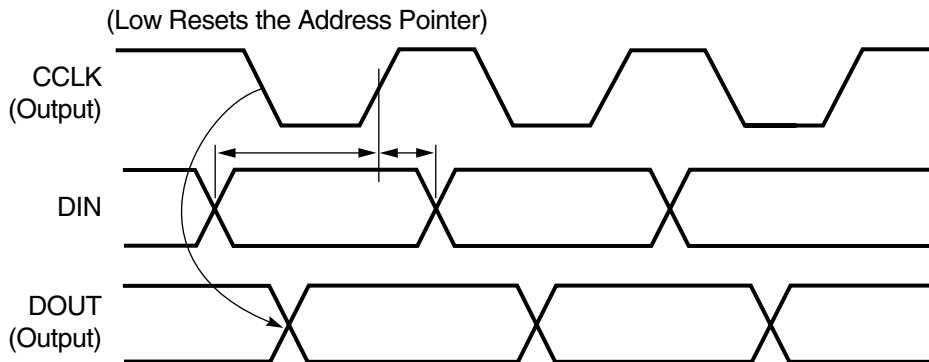 (Low Resets the Address Pointer)
CCLK
(Output)
DIN
DOUT
(Output)